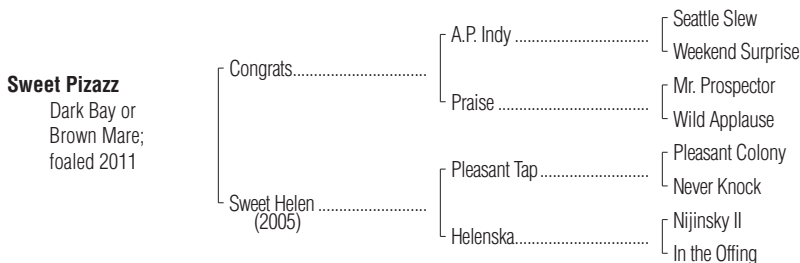 Sweet Pizazz
Dark Bay or
Brown Mare;
foaled 2011
Congrats..............................
Sweet Helen ........................
(2005)
A.P. Indy ..............................
Praise ..................................
Pleasant Tap........................
Helenska..............................
Seattle Slew
Weekend Surprise
Mr. Prospector
Wild Applause
Pleasant Colony
Never Knock
Nijinsky II
In the Offing